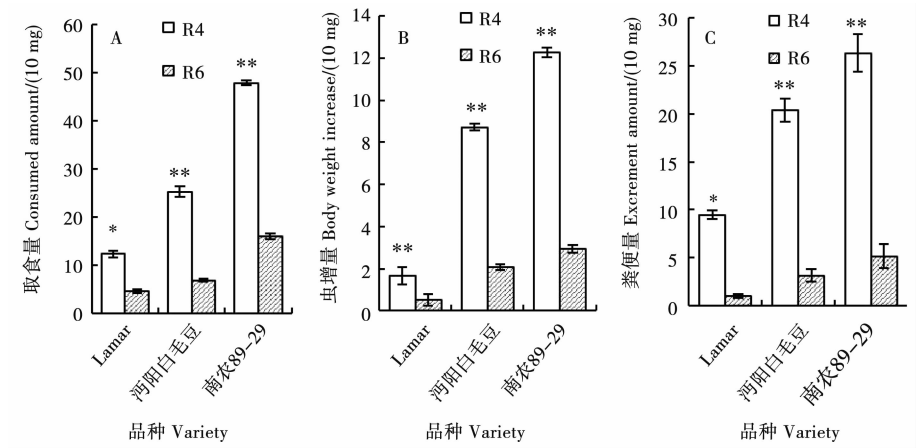 取食量 Consumed amount/(10 mg)
60
50
40
30
20
10
0
A
R4
R6
*
**
**
Lamar
沔阳白毛豆
南农89-29
品种 Variety
虫增量 Body weight increase/(10 mg)
14
12
10
8
6
4
2
0
B
R4
R6
**
**
**
Lamar
沔阳白毛豆
南农89-29
品种 Variety
粪便量 Excrement amount/(10 mg)
30
25
20
15
10
5
0
C
R4
R6
*
**
**
Lamar
沔阳白毛豆
南农89-29
品种 Variety